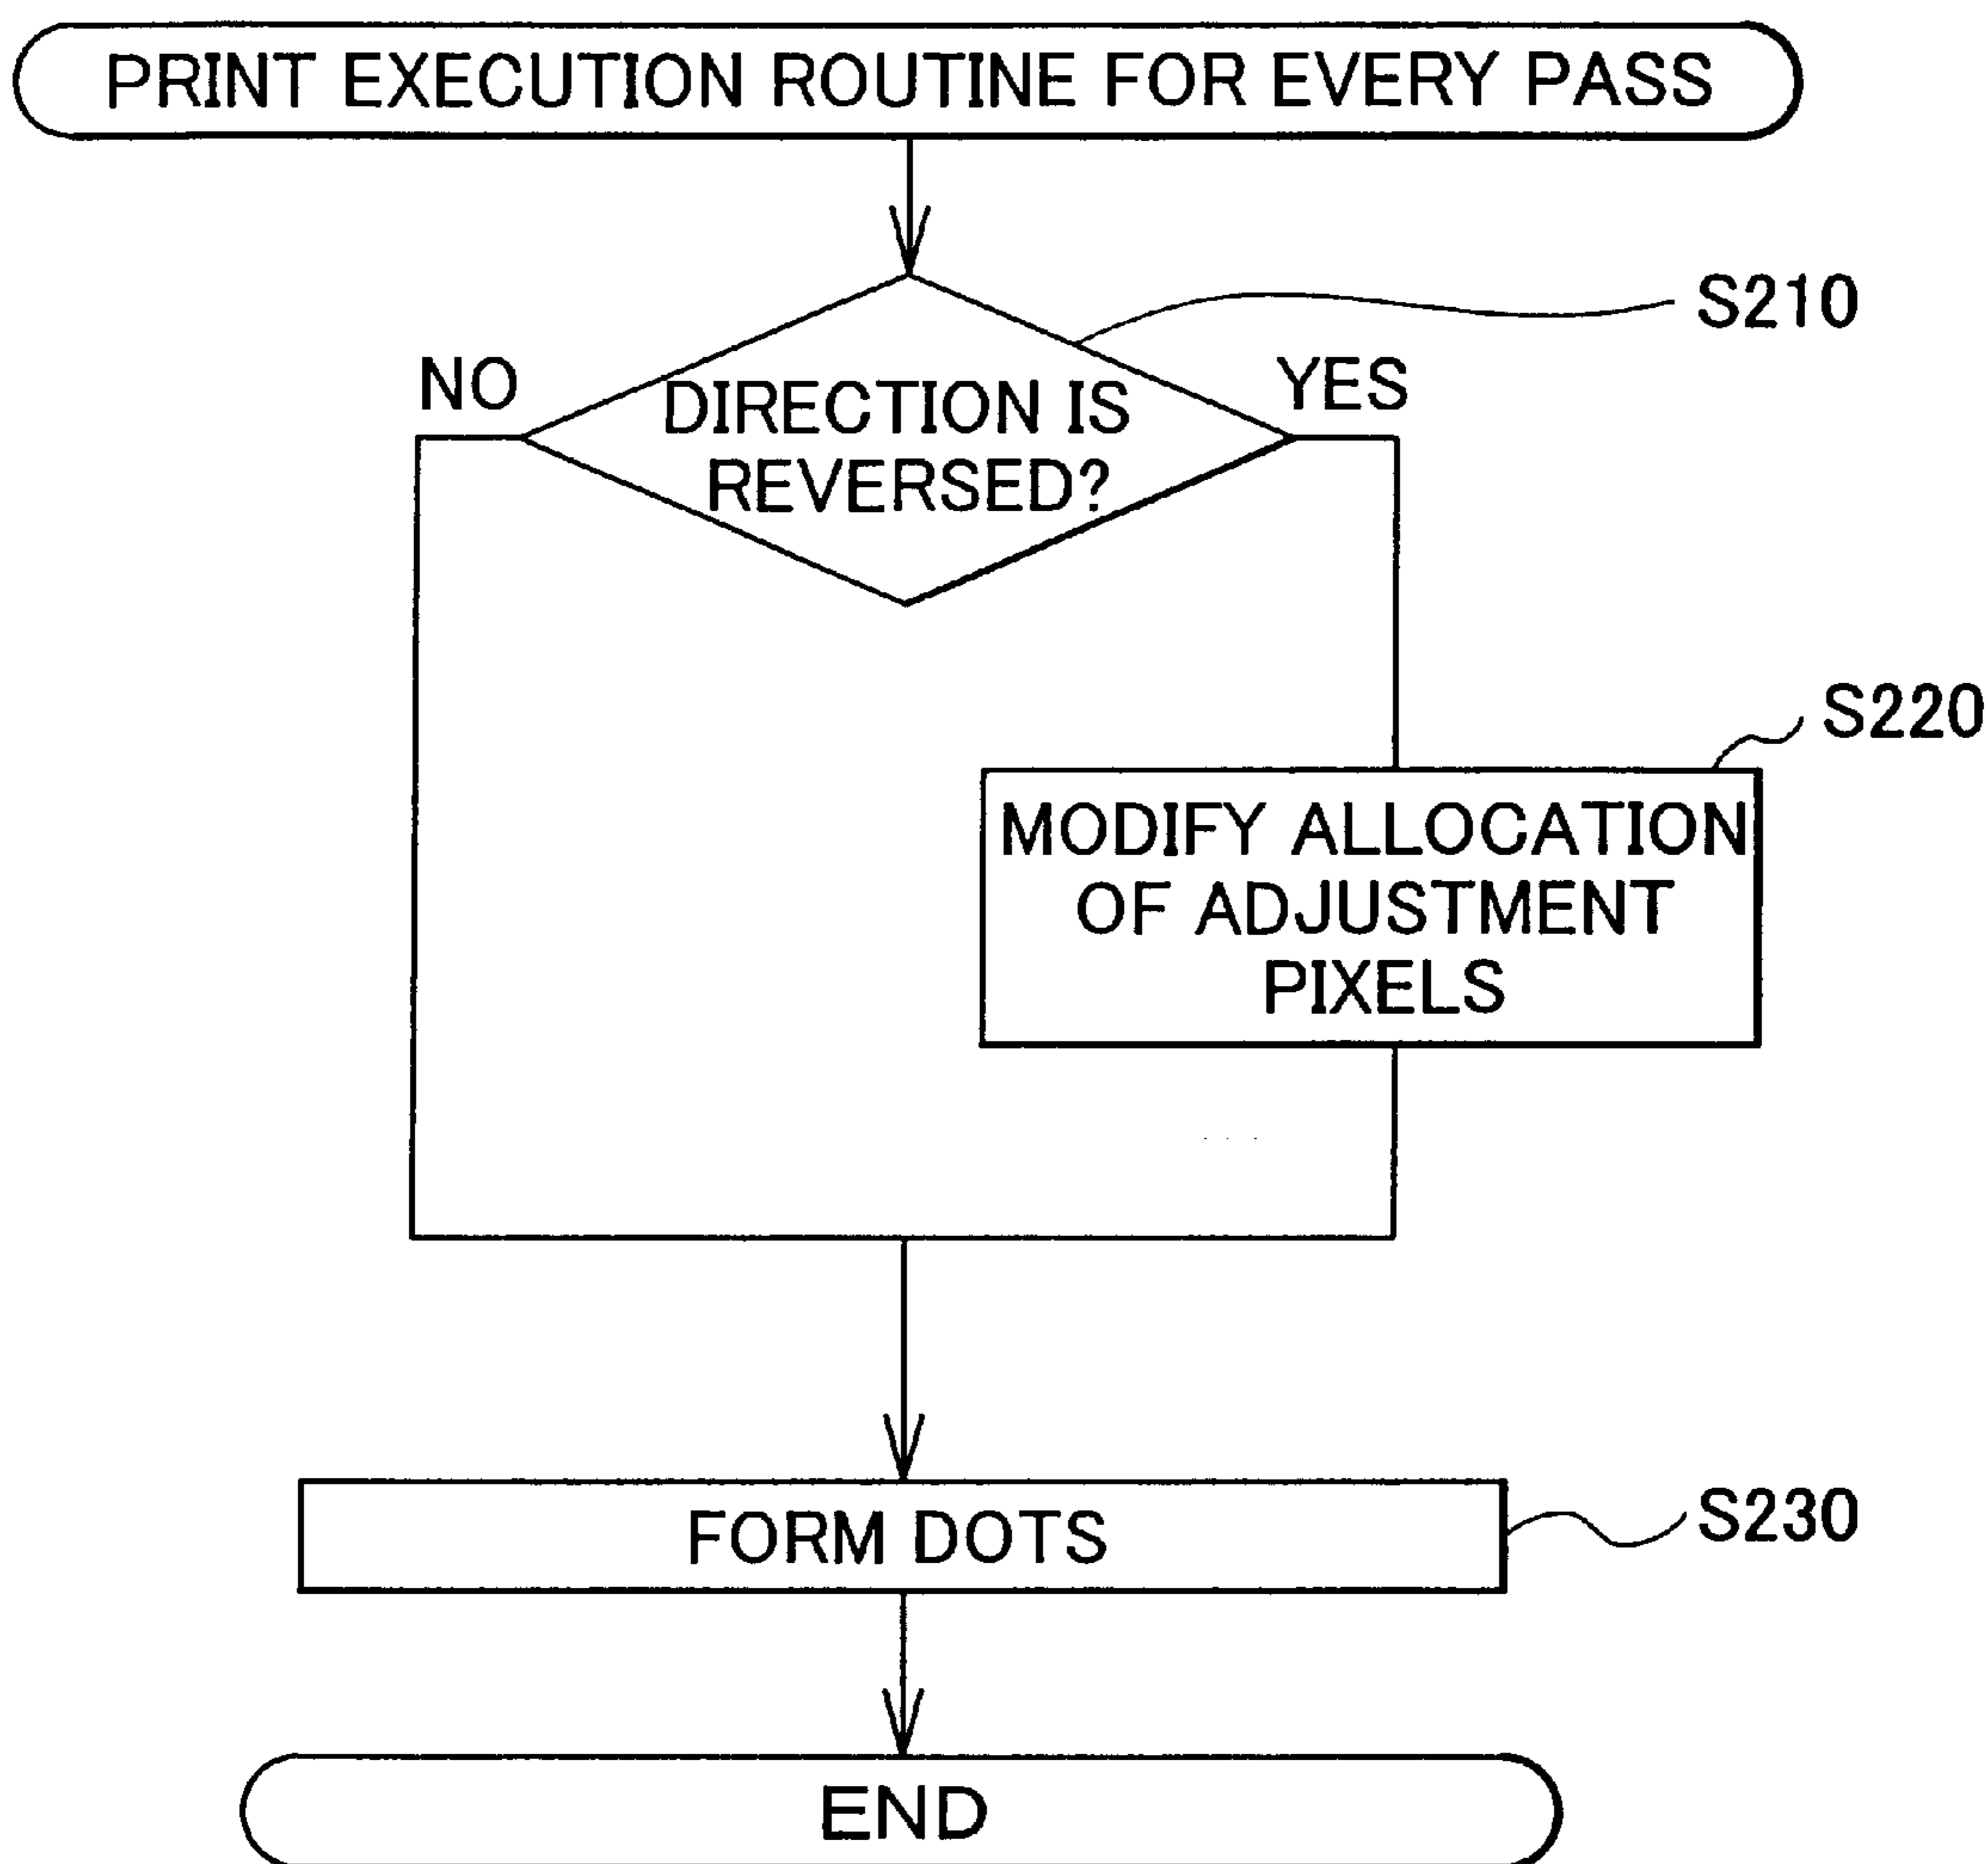 PRINT EXECUTION ROUTINE FOR EVERY PASS
S210
NO
YES
DIRECTION IS
REVERSED?
S220
MODIFY ALLOCATION
OF ADJUSTMENT
PIXELS
FORM DOTS
S230
END